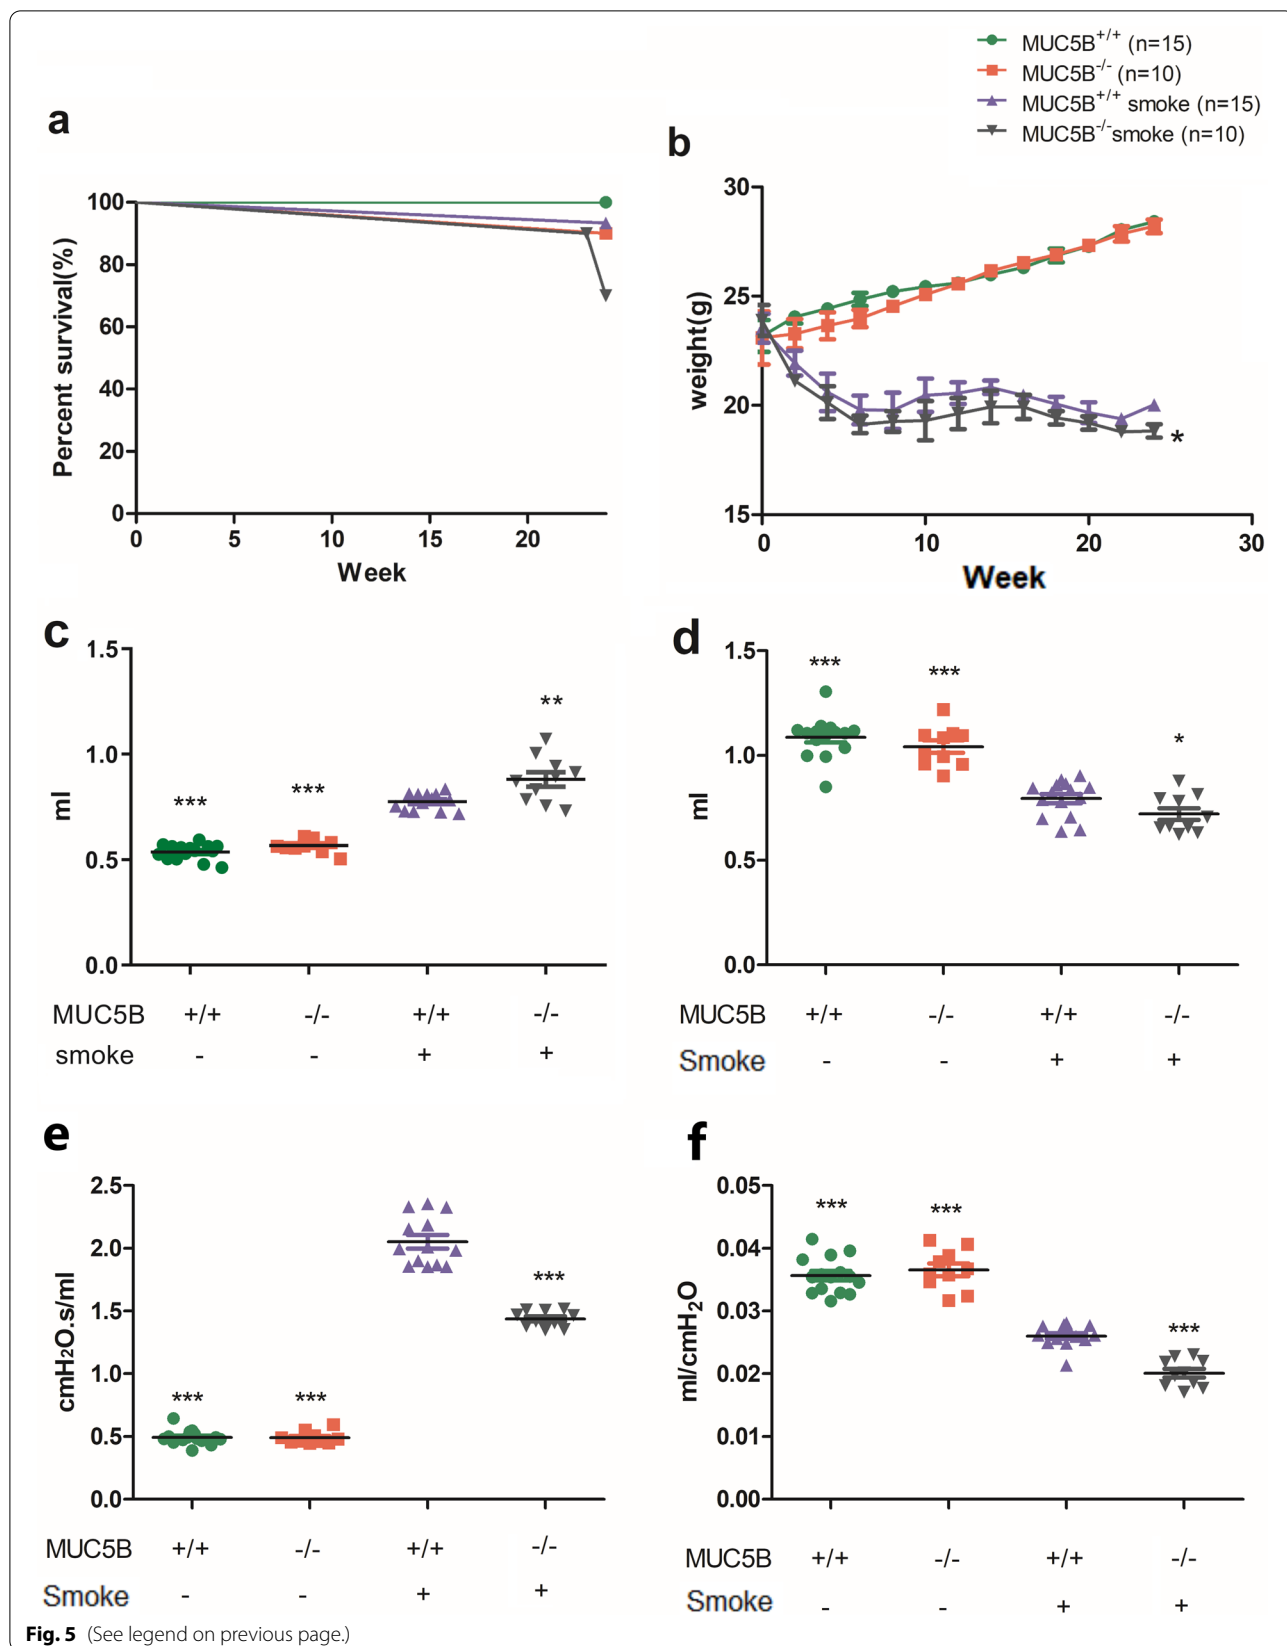 MUC5B+/+ (n=15)
MUC5B-/- (n=10)
MUC5B+/+ smoke (n=15)
MUC5B-/-smoke (n=10)
a
100
80
60
40
20
0
Percent survival(%)
0 5 10 15 20
Week
b
30
25
20
15
weight(g)
*
0 10 20 30
Week
c
1.5
1.0
0.5
0.0
ml
*** *** **
MUC5B +/+ -/- +/+ -/-
smoke - - + +
d
1.5
1.0
0.5
0.0
ml
*** *** *
MUC5B +/+ -/- +/+ -/-
Smoke - - + +
e
2.5
2.0
1.5
1.0
0.5
0.0
cmH2O.s/ml
*** *** ***
MUC5B +/+ -/- +/+ -/-
Smoke - - + +
f
0.05
0.04
0.03
0.02
0.01
0.00
ml/cmH2O
*** *** ***
MUC5B +/+ -/- +/+ -/-
Smoke - - + +
Fig. 5 (See legend on previous page.)